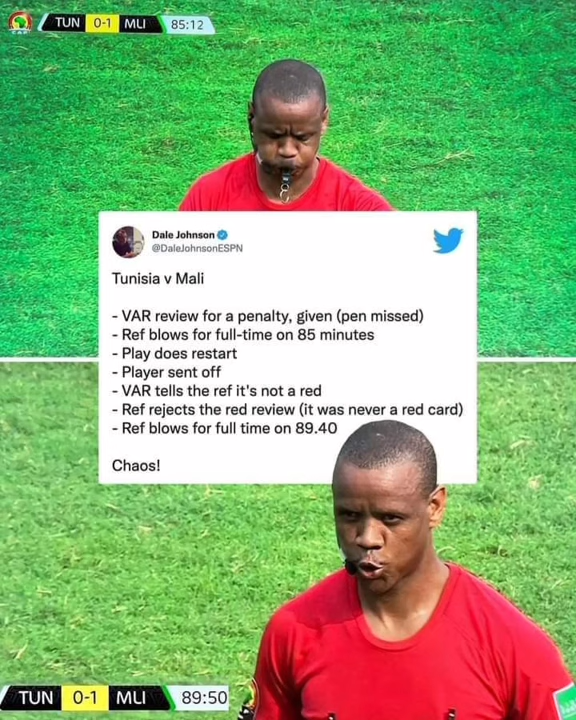 CAF
TUN 0-1 MLI 85:12
Dale Johnson
@DaleJohnsonESPN
Tunisia v Mali
- VAR review for a penalty, given (pen missed)
- Ref blows for full-time on 85 minutes
- Play does restart
- Player sent off
- VAR tells the ref it's not a red
- Ref rejects the red review (it was never a red card)
- Ref blows for full time on 89.40
Chaos!
TUN 0-1 MLI 89:50